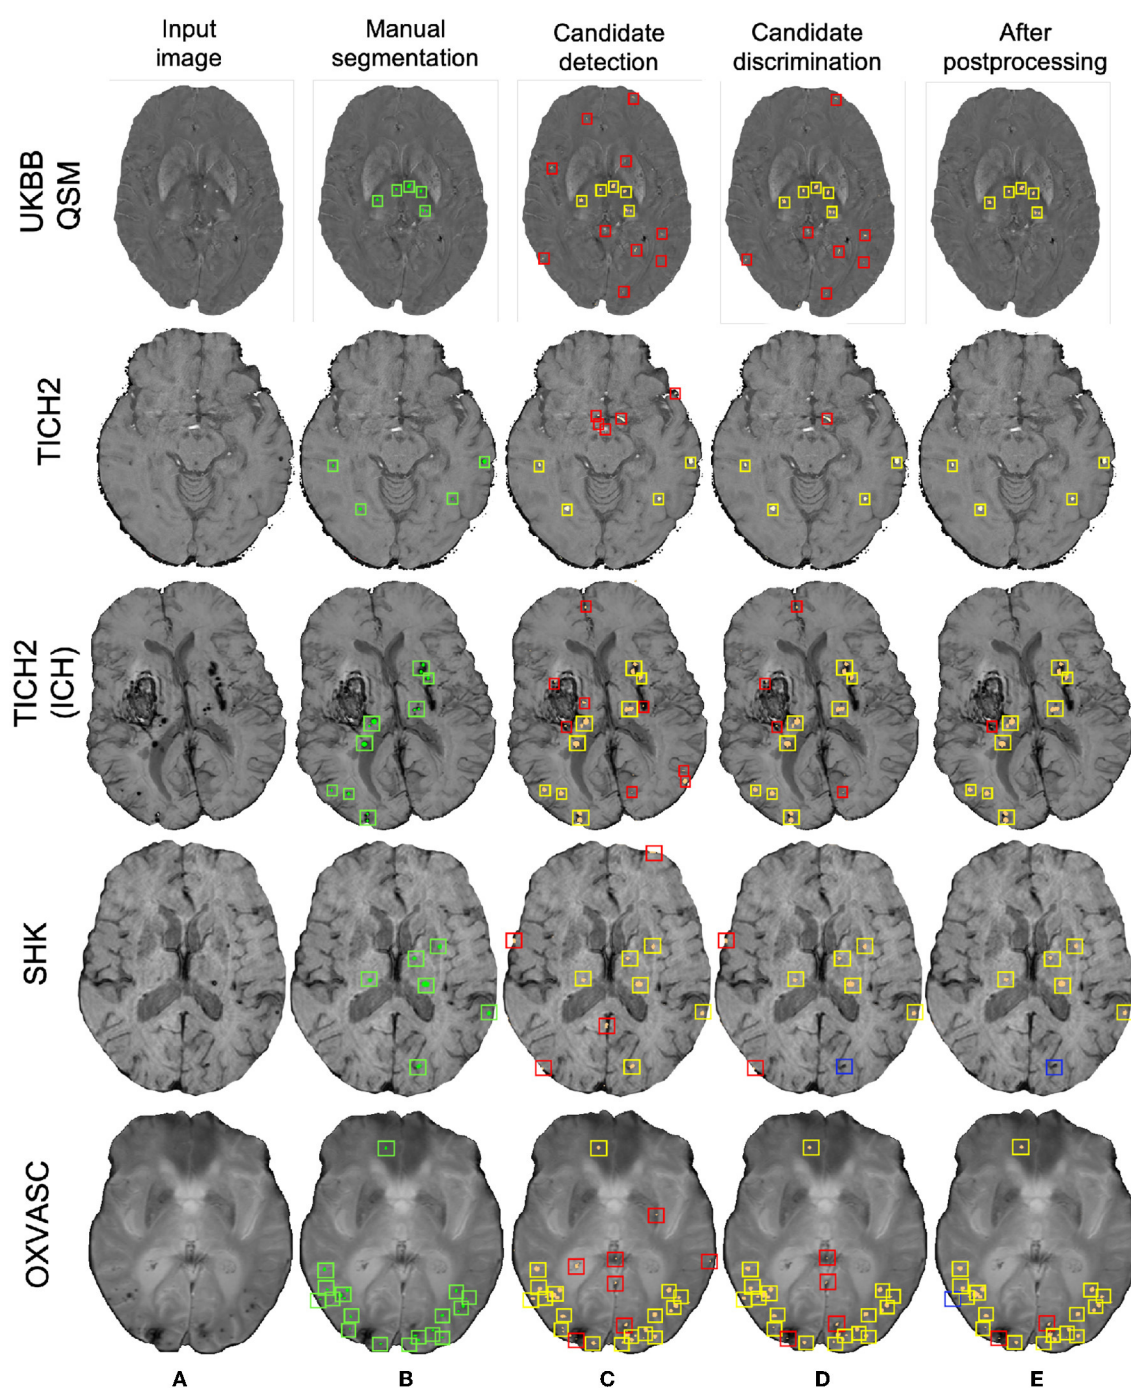 Input
image
Manual
segmentation
Candidate
detection
Candidate
discrimination
After
postprocessing
UKBB
QSM
TICH2
TICH2
(ICH)
SHK
OXVASC
A
B
C
D
E